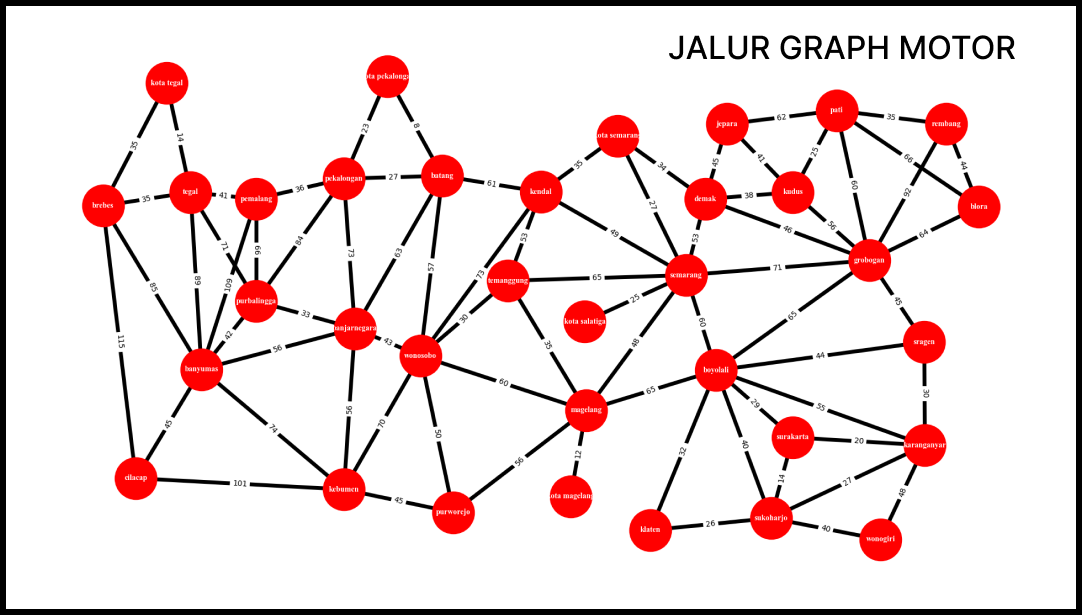 JALUR GRAPH MOTOR
kota tegal
ota pekalonga
35
14
23
8
jepara
62
pati
35
rembang
ota semarang
35
34
45
41
25
66
44
brebes
35
tegal
41
pemalang
36
pekalongan
27
batang
61
kendal
demak
38
kudus
60
92
blora
71
99
84
73
63
57
73
53
49
27
53
46
56
64
85
89
109
purbalingga
33
temanggung
65
semarang
71
grobogan
45
115
42
anjarnegara
43
30
kota salatiga
25
35
48
60
65
banyumas
56
wonosobo
60
boyolali
44
sragen
45
74
56
70
50
magelang
65
29
55
30
12
32
40
surakarta
20
karanganyar
cilacap
101
kebumen
45
purworejo
56
ota magelang
14
27
48
klaten
26
sukoharjo
40
wonogiri